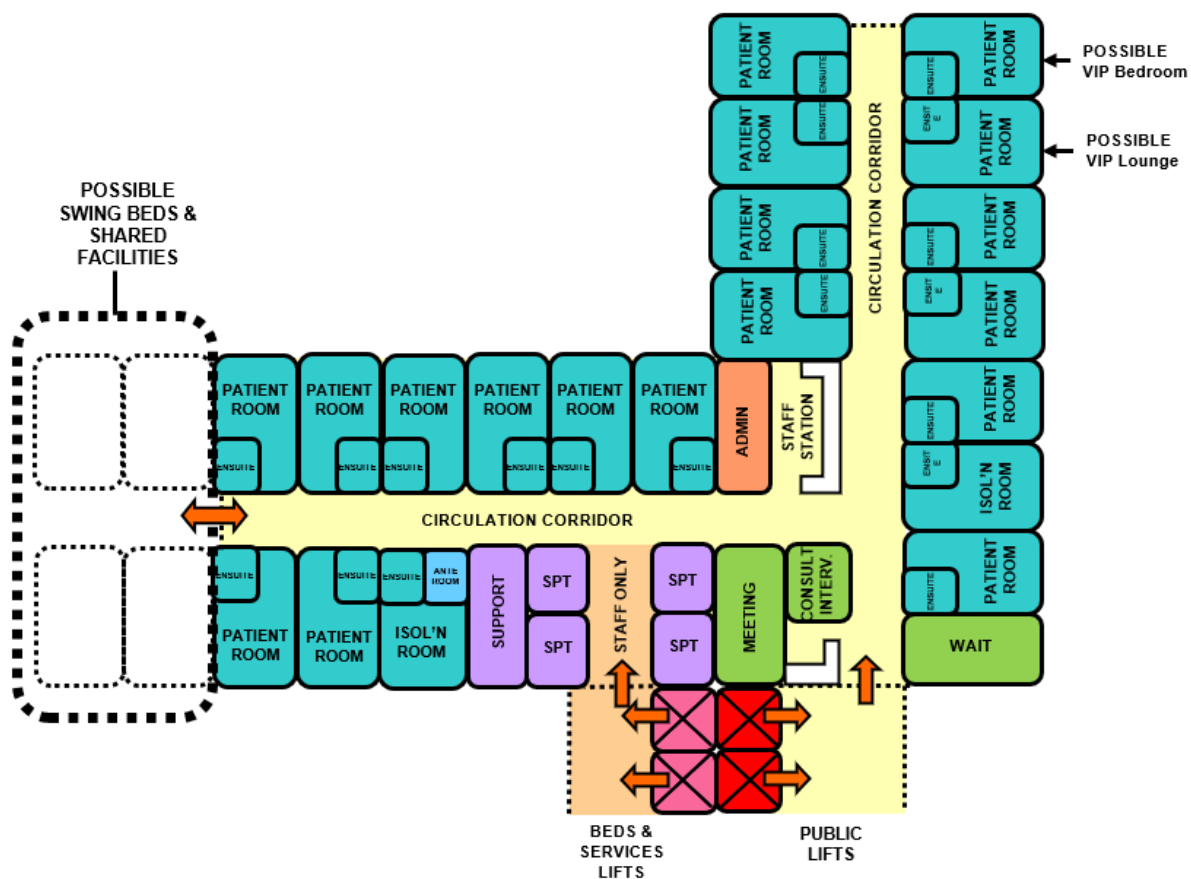 PATIENT
ROOM
ENSUITE
PATIENT
ROOM
ENSUITE
POSSIBLE
VIP Bedroom
PATIENT
ROOM
ENSUITE
PATIENT
ROOM
ENSIT
E
POSSIBLE
VIP Lounge
CIRCULATION CORRIDOR
POSSIBLE
SWING BEDS &
SHARED
FACILITIES
PATIENT
ROOM
ENSUITE
PATIENT
ROOM
ENSUITE
PATIENT
ROOM
ENSUITE
PATIENT
ROOM
ENSIT
E
PATIENT
ROOM
ENSUITE
PATIENT
ROOM
ENSUITE
PATIENT
ROOM
ENSUITE
PATIENT
ROOM
ENSUITE
PATIENT
ROOM
ENSUITE
PATIENT
ROOM
ENSUITE
ADMIN
STAFF
STATION
PATIENT
ROOM
ENSUITE
ISOL'N
ROOM
ENSIT
E
CIRCULATION CORRIDOR
ENSUITE
PATIENT
ROOM
ENSUITE
PATIENT
ROOM
ENSUITE
ANTE
ROOM
ISOL'N
ROOM
SUPPORT
SPT
SPT
STAFF ONLY
SPT
SPT
MEETING
CONSULT
INTERV.
PATIENT
ROOM
ENSUITE
WAIT
BEDS &
SERVICES
LIFTS
PUBLIC
LIFTS